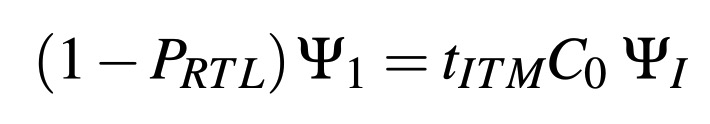 (1 − P_{RTL}) Ψ_1 = t_{ITM}C_0 Ψ_I